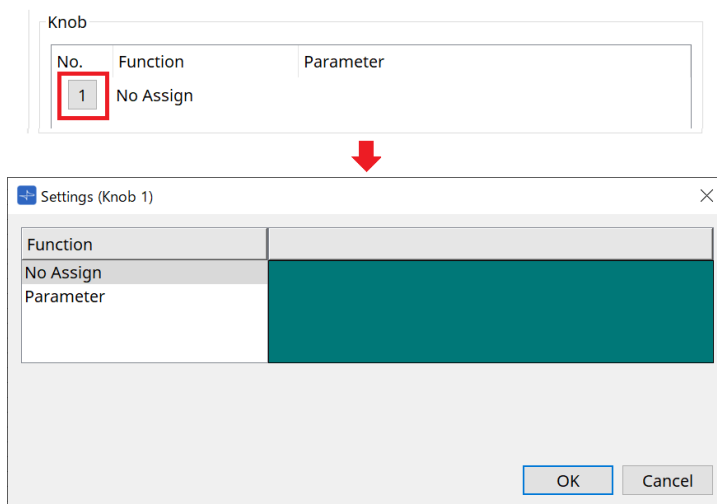 Knob
No. Function Parameter
1 No Assign
Settings (Knob 1)
Function
No Assign
Parameter
OK Cancel